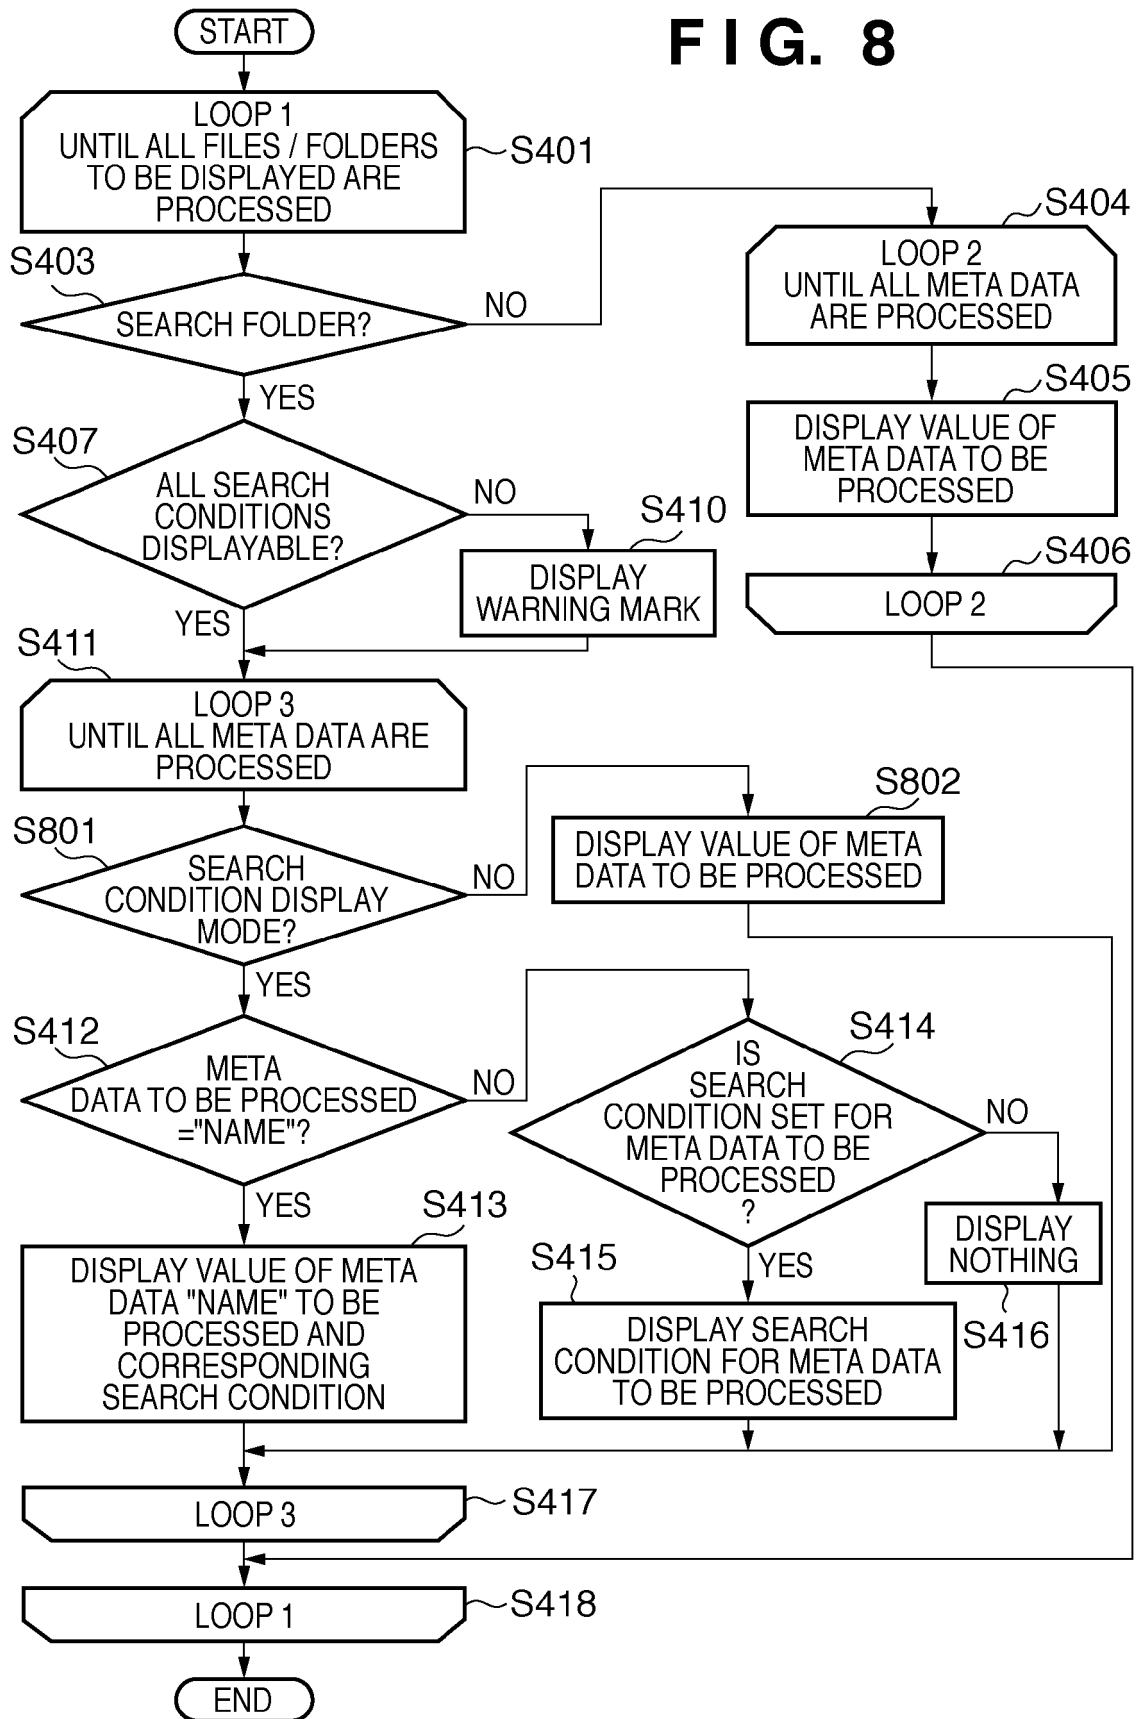 START
FIG. 8
LOOP 1
UNTIL ALL FILES / FOLDERS
TO BE DISPLAYED ARE
PROCESSED
S401
S403
SEARCH FOLDER?
NO
YES
S404
LOOP 2
UNTIL ALL META DATA
ARE PROCESSED
S405
DISPLAY VALUE OF
META DATA TO BE
PROCESSED
S406
LOOP 2
S407
ALL SEARCH
CONDITIONS
DISPLAYABLE?
NO
YES
S410
DISPLAY
WARNING MARK
S411
LOOP 3
UNTIL ALL META DATA ARE
PROCESSED
S801
SEARCH
CONDITION DISPLAY
MODE?
NO
YES
S802
DISPLAY VALUE OF META
DATA TO BE PROCESSED
S412
META
DATA TO BE PROCESSED
="NAME"?
NO
YES
S414
IS
SEARCH
CONDITION SET FOR
META DATA TO BE
PROCESSED
?
NO
YES
S413
DISPLAY VALUE OF META
DATA "NAME" TO BE
PROCESSED AND
CORRESPONDING
SEARCH CONDITION
S415
DISPLAY SEARCH
CONDITION FOR META DATA
TO BE PROCESSED
DISPLAY
NOTHING
S416
LOOP 3
S417
LOOP 1
S418
END